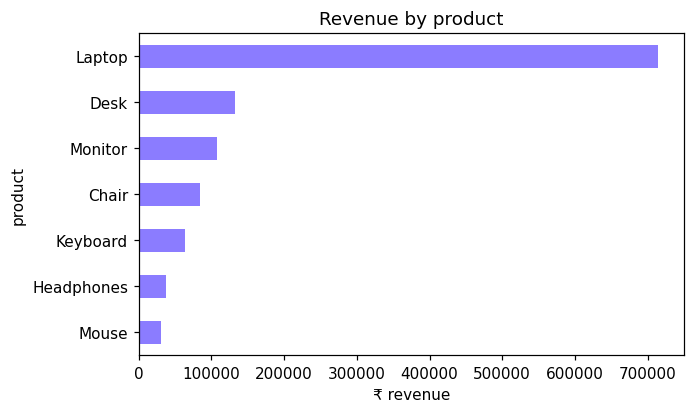 Revenue by product
Laptop
Desk
Monitor
Chair
Keyboard
Headphones
Mouse
product
0 100000 200000 300000 400000 500000 600000 700000
₹ revenue